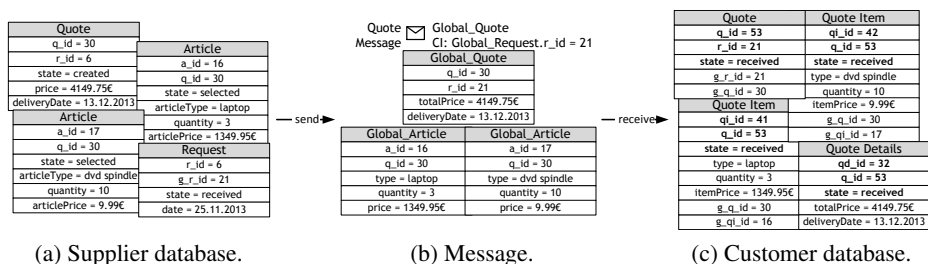 Quote
q_id = 30
r_id = 6
state = created
price = 4149.75€
deliveryDate = 13.12.2013
Article
a_id = 16
q_id = 30
state = selected
articleType = laptop
quantity = 3
articlePrice = 1349.95€
Article
a_id = 17
q_id = 30
state = selected
articleType = dvd spindle
quantity = 10
articlePrice = 9.99€
Request
r_id = 6
g_r_id = 21
state = received
date = 25.11.2013
(a) Supplier database.
send
Quote Global_Quote
Message CI: Global_Request.r_id = 21
Global_Quote
q_id = 30
r_id = 21
totalPrice = 4149.75€
deliveryDate = 13.12.2013
Global_Article
a_id = 16
q_id = 30
type = laptop
quantity = 3
price = 1349.95€
Global_Article
a_id = 17
q_id = 30
type = dvd spindle
quantity = 10
price = 9.99€
(b) Message.
receive
Quote
q_id = 53
r_id = 21
state = received
g_r_id = 21
g_q_id = 30
Quote Item
qi_id = 42
q_id = 53
state = received
type = dvd spindle
quantity = 10
itemPrice = 9.99€
g_q_id = 30
g_qi_id = 17
Quote Item
qi_id = 41
q_id = 53
state = received
type = laptop
quantity = 3
itemPrice = 1349.95€
g_q_id = 30
g_qi_id = 16
Quote Details
qd_id = 32
q_id = 53
state = received
totalPrice = 4149.75€
deliveryDate = 13.12.2013
(c) Customer database.